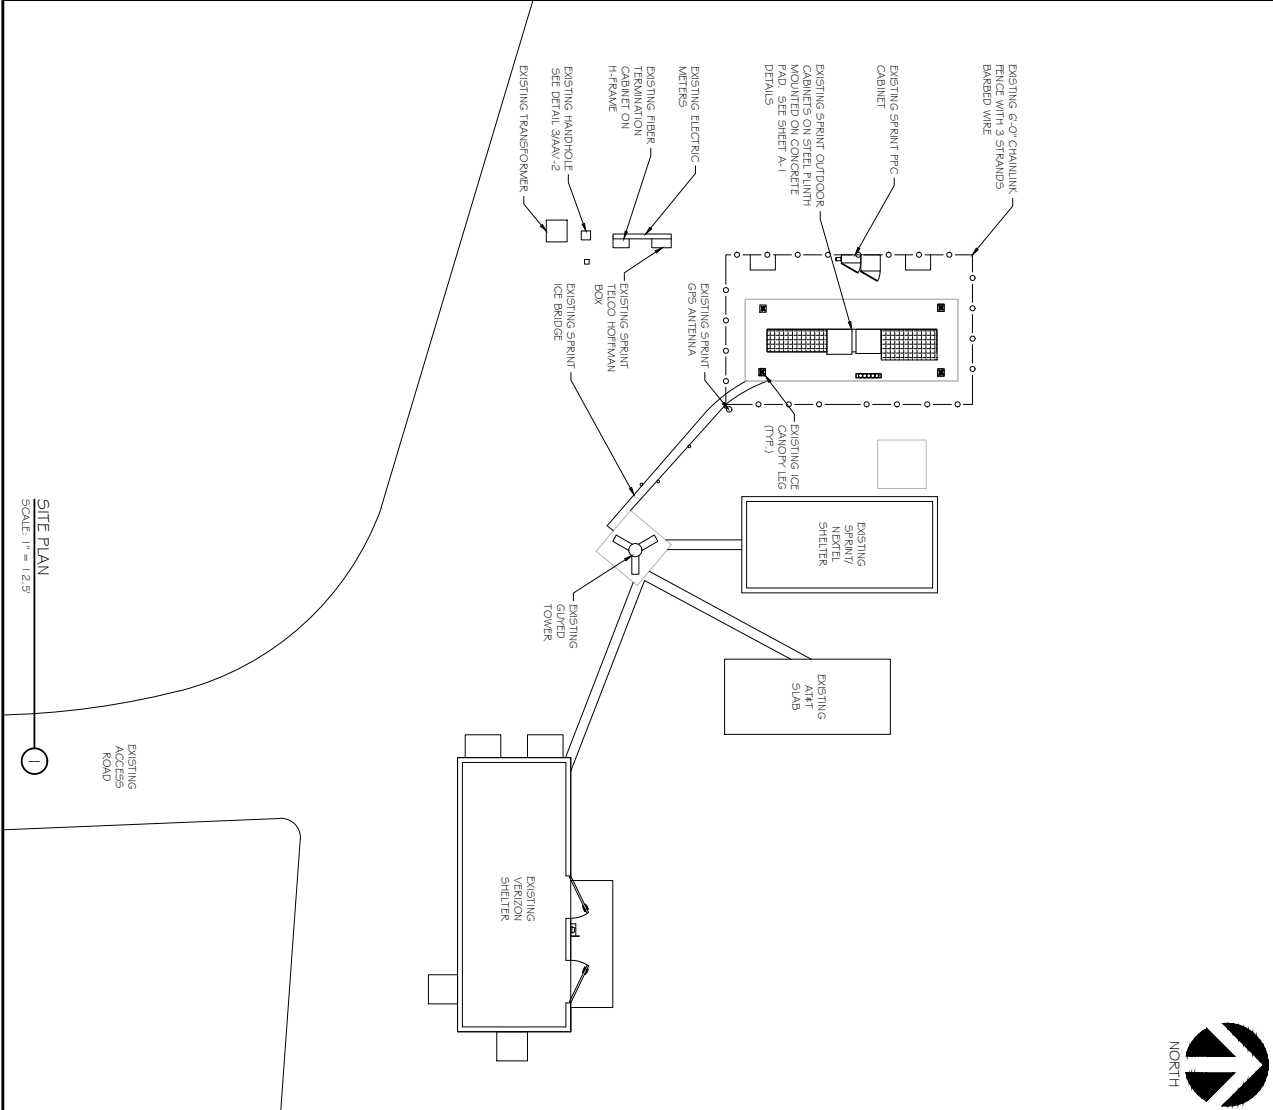 EXISTING 6'-0" CHAINLINK
FENCE WITH 3 STRANDS
BARBED WIRE
EXISTING SPRINT PPC
CABINET
EXISTING SPRINT OUTDOOR
CABINETS ON STEEL PLINTH
MOUNTED ON CONCRETE
PAD. SEE SHEET A-1
DETAILS
EXISTING ELECTRIC
METERS
EXISTING FIBER
TERMINATION
CABINET ON
H-FRAME
EXISTING HANDHOLE
SEE DETAIL 3/AAV-2
EXISTING TRANSFORMER
EXISTING SPRINT
GPS ANTENNA
EXISTING SPRINT
TELCO HOFFMAN
BOX
EXISTING SPRINT
ICE BRIDGE
EXISTING ICE
CANOPY LEG
(TYP.)
EXISTING
SPRINT/
NEXTEL
SHELTER
EXISTING
GUYED
TOWER
EXISTING
AT&T
SLAB
EXISTING
VERIZON
SHELTER
EXISTING
ACCESS
ROAD
SITE PLAN
SCALE: 1" = 12.5'
1
NORTH